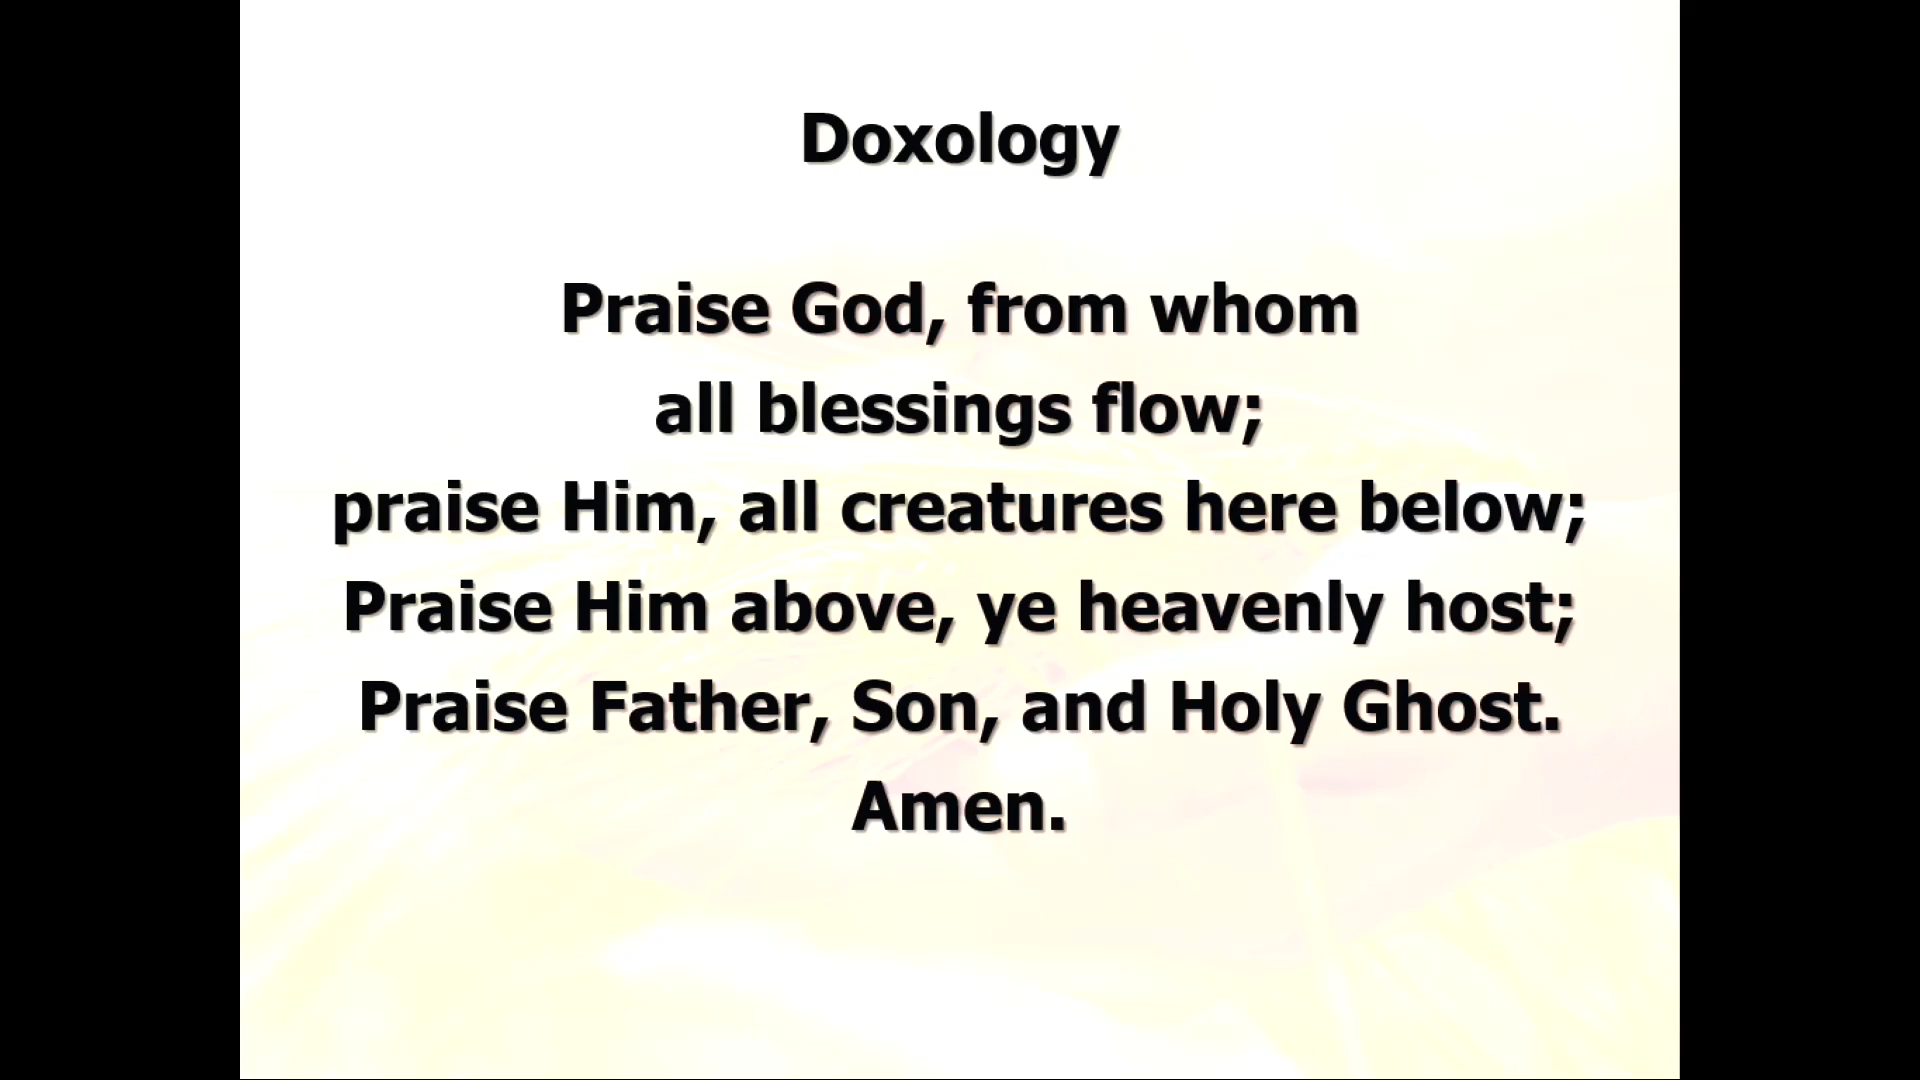 Doxology
Praise God, from whom
all blessings flow;
praise Him, all creatures here below;
Praise Him above, ye heavenly host;
Praise Father, Son, and Holy Ghost.
Amen.